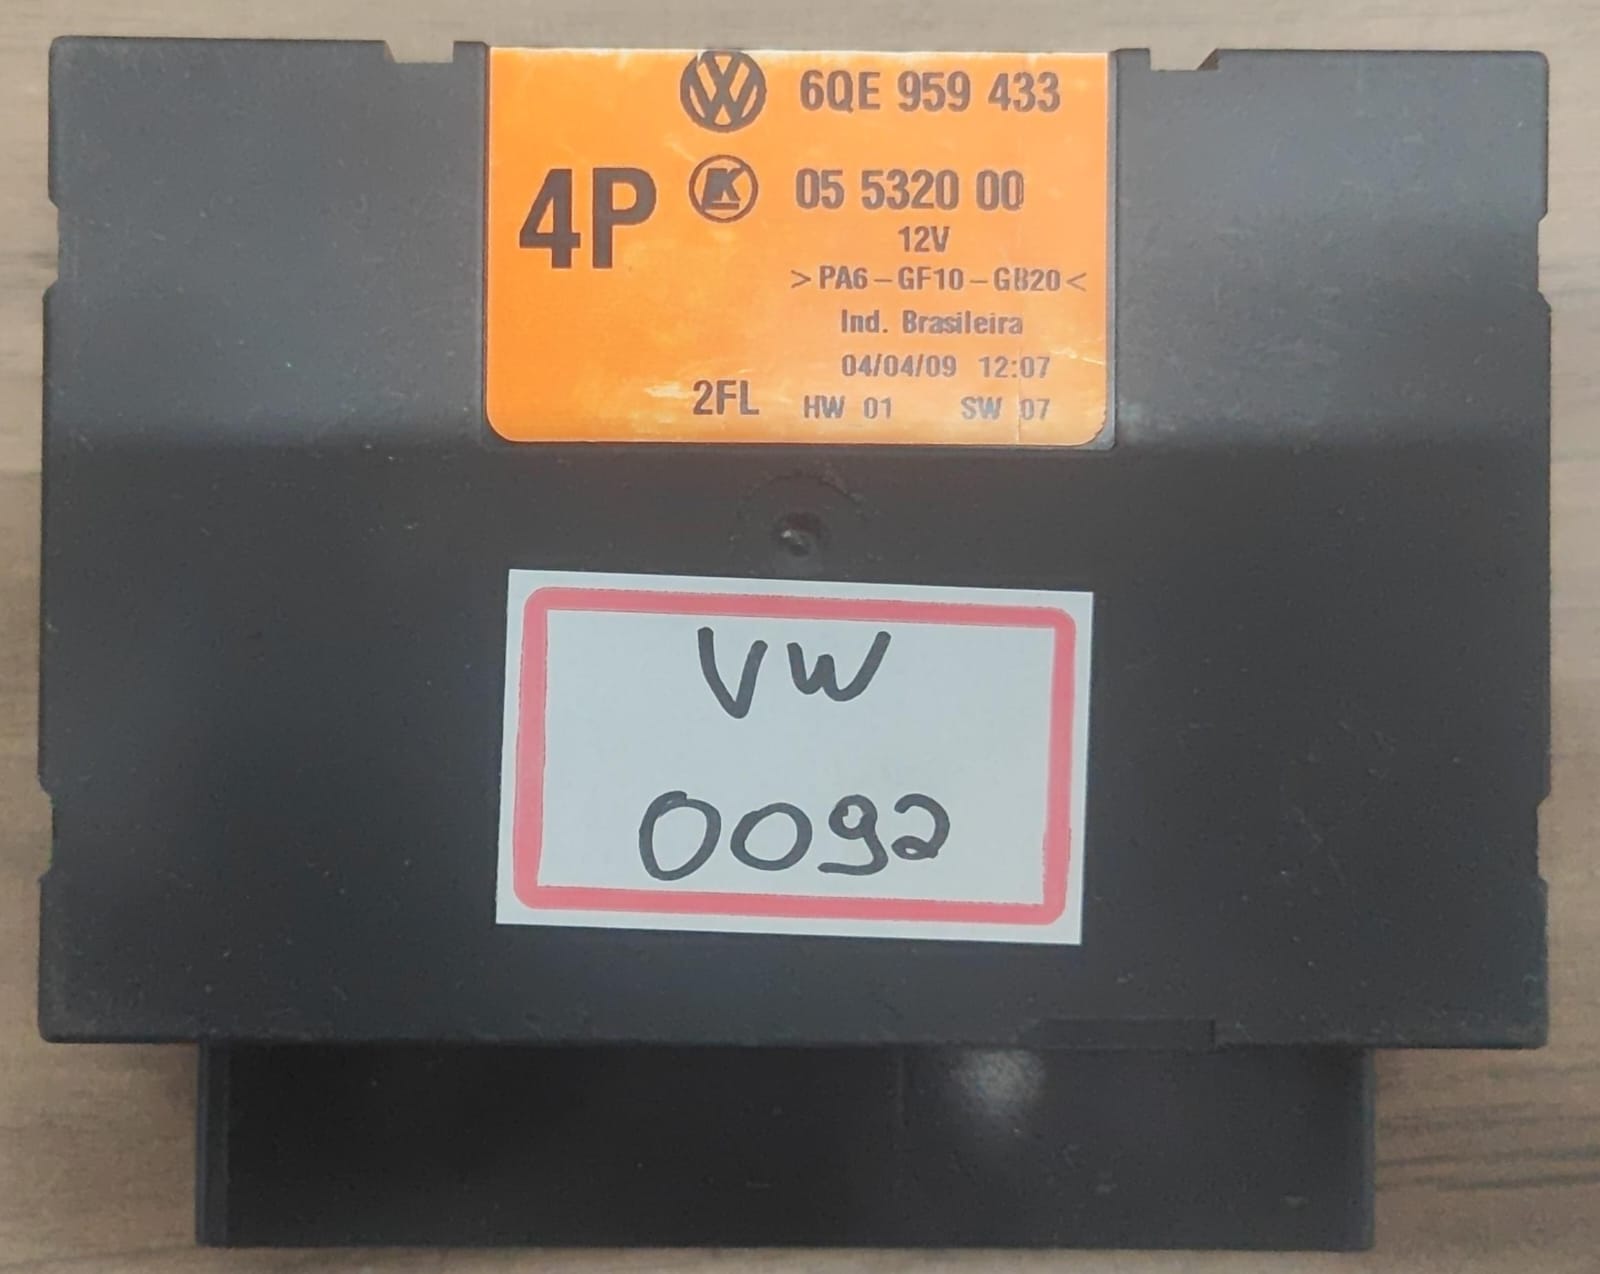 6QE 959 433
4P
K
05 5320 00
12V
>PA6-GF10-GB20<
Ind. Brasileira
04/04/09 12:07
2FL HW 01 SW 07
VW
0092